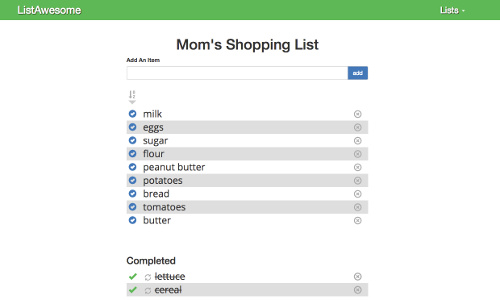 ListAwesome
Lists
Mom's Shopping List
Add An Item
add
milk
eggs
sugar
flour
peanut butter
potatoes
bread
tomatoes
butter
Completed
lettuce
cereal